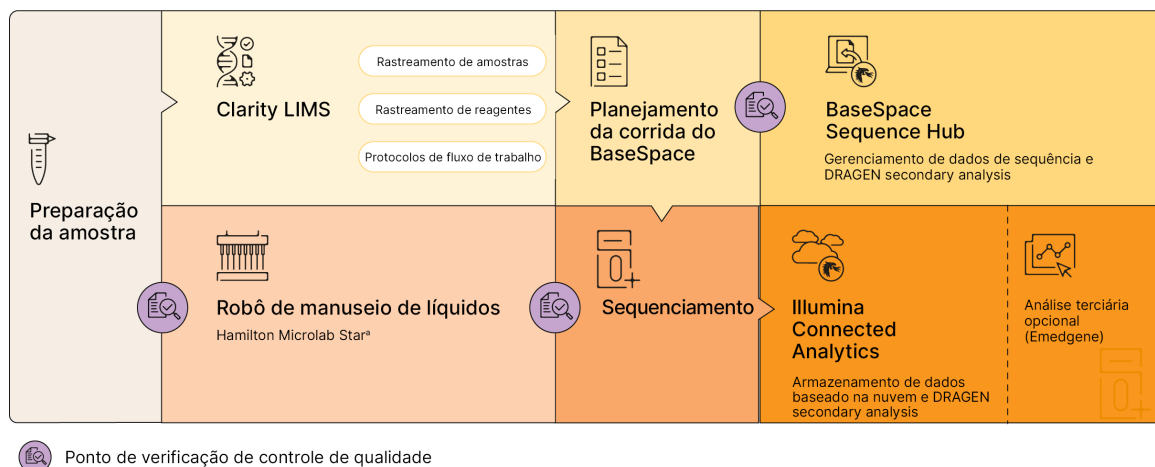 Preparação
da amostra
Clarity LIMS
Rastreamento de amostras
Rastreamento de reagentes
Protocolos de fluxo de trabalho
Planejamento
da corrida do
BaseSpace
BaseSpace
Sequence Hub
Gerenciamento de dados de sequência e
DRAGEN secondary analysis
Robô de manuseio de líquidos
Hamilton Microlab Starª
Sequenciamento
Illumina
Connected
Analytics
Armazenamento de dados
baseado na nuvem e DRAGEN
secondary analysis
Análise terciária
opcional
(Emedgene)
Ponto de verificação de controle de qualidade